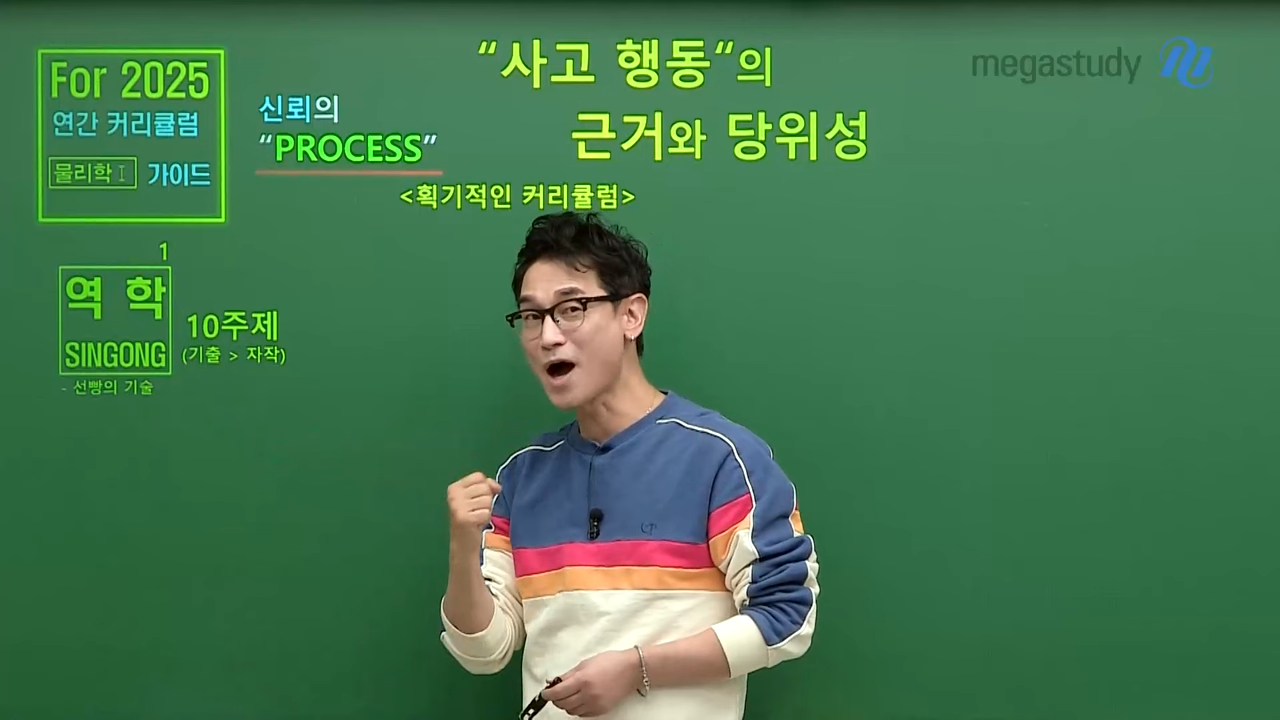 For 2025
연간 커리큘럼
물리학 I 가이드
신뢰의
“PROCESS”
“사고 행동“의
근거와 당위성
<획기적인 커리큘럼>
megastudy
1
역 학
SINGONG
- 선빵의 기술
10주제
(기출 > 자작)